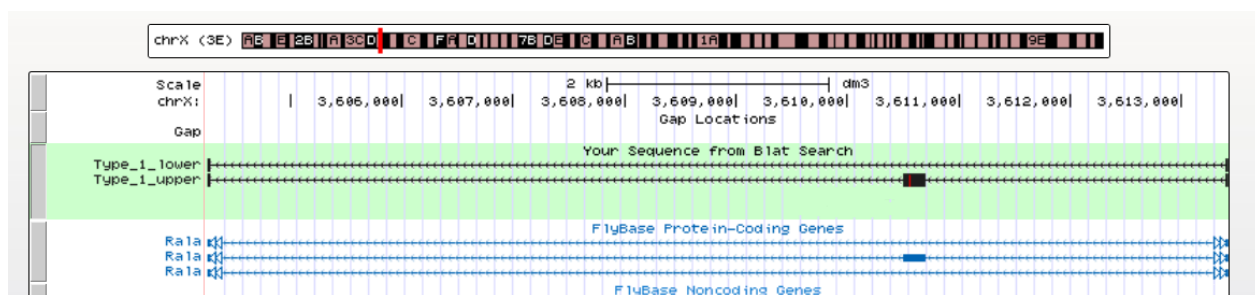 chrX (3E) AB E 2B A 3C D C F A D 7B DE C A B 1A 9E
Scale 2 kb dm3
chrX: | 3,606,000| 3,607,000| 3,608,000| 3,609,000| 3,610,000| 3,611,000| 3,612,000| 3,613,000|
Gap Locations
Gap
Your Sequence from Blat Search
Type_1_lower
Type_1_upper
FlyBase Protein-Coding Genes
Rala
Rala
Rala
FlyBase Noncoding Genes